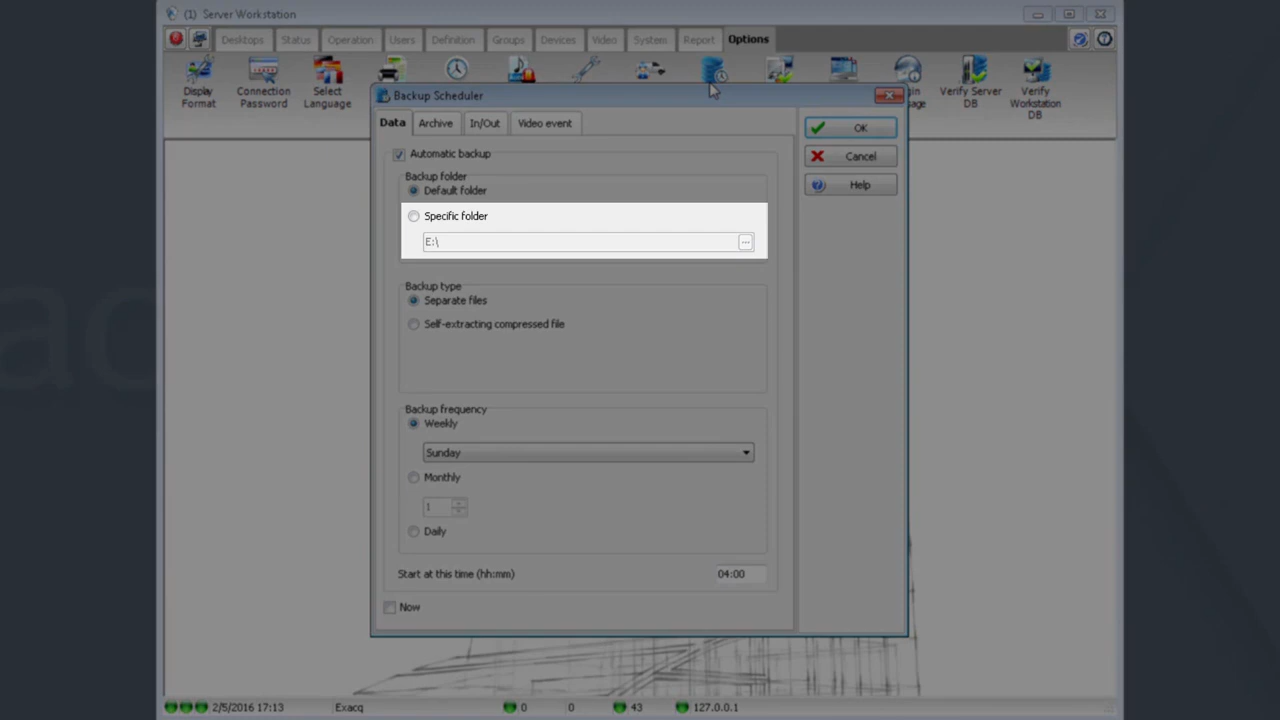 (1) Server Workstation
Desktops Status Operation Users Definition Groups Devices Video System Report Options
Display Format
Connection Password
Select Language
Verify Server DB
Verify Workstation DB
Backup Scheduler
Data Archive In/Out Video event
OK
Cancel
Help
Automatic backup
Backup folder
Default folder
Specific folder
E:\
...
Backup type
Separate files
Self-extracting compressed file
Backup frequency
Weekly
Sunday
Monthly
1
Daily
Start at this time (hh:mm) 04:00
Now
2/5/2016 17:13 Exacq 0 0 43 127.0.0.1